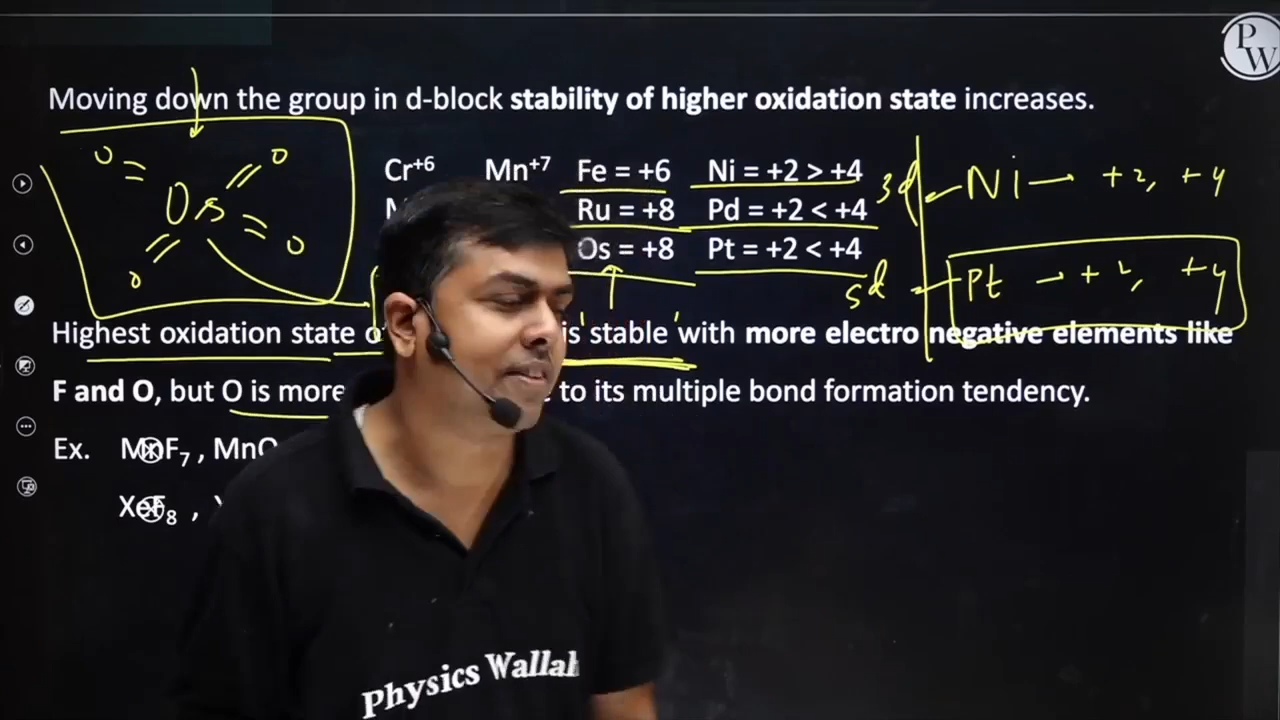 PW
Moving down the group in d-block stability of higher oxidation state increases.
O O
Os
O O
Cr+6 Mn+7 Fe = +6 Ni = +2 > +4
Ru = +8 Pd = +2 < +4
Os = +8 Pt = +2 < +4
3d Ni → +2, +4
5d Pt → +2, +4
Highest oxidation state is stable with more electro negative elements like
F and O, but O is more to its multiple bond formation tendency.
Ex. MnF7 , MnO
XeF8 ,
Physics Wallah